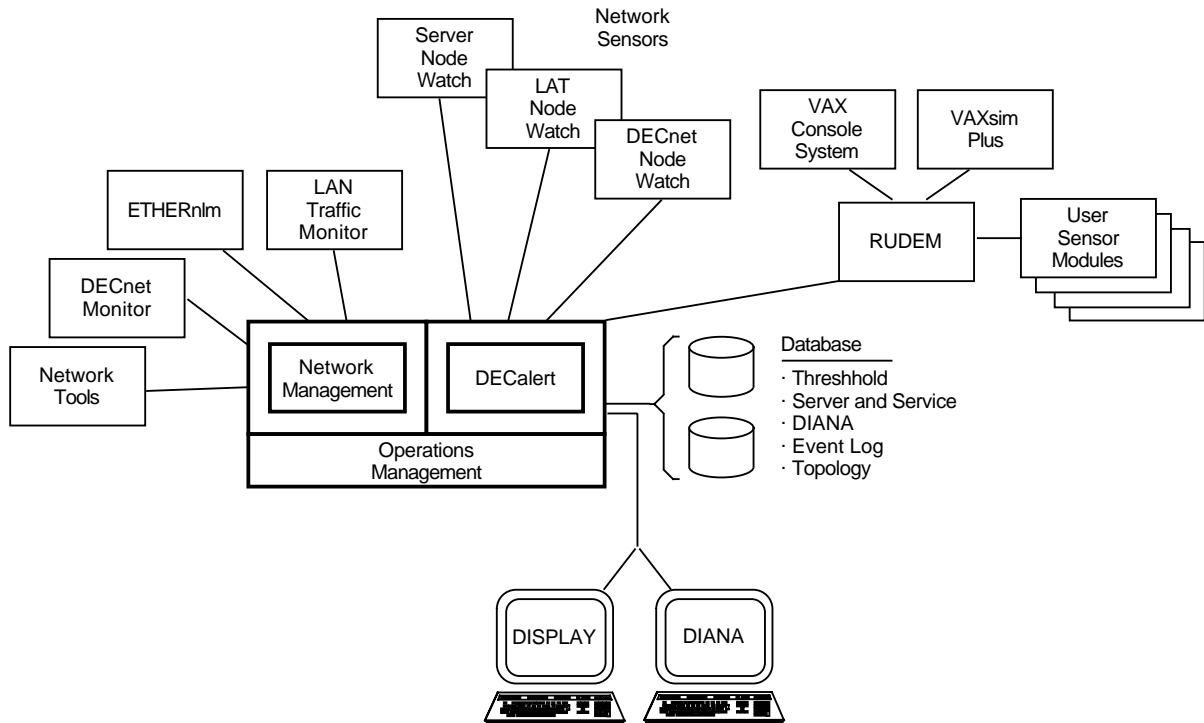 Network
Sensors
Server
Node
Watch
LAT
Node
Watch
DECnet
Node
Watch
VAX
Console
System
VAXsim
Plus
ETHERnlm
LAN
Traffic
Monitor
RUDEM
User
Sensor
Modules
DECnet
Monitor
Network
Tools
Network
Management
DECalert
Operations
Management
Database
· Threshhold
· Server and Service
· DIANA
· Event Log
· Topology
DISPLAY
DIANA